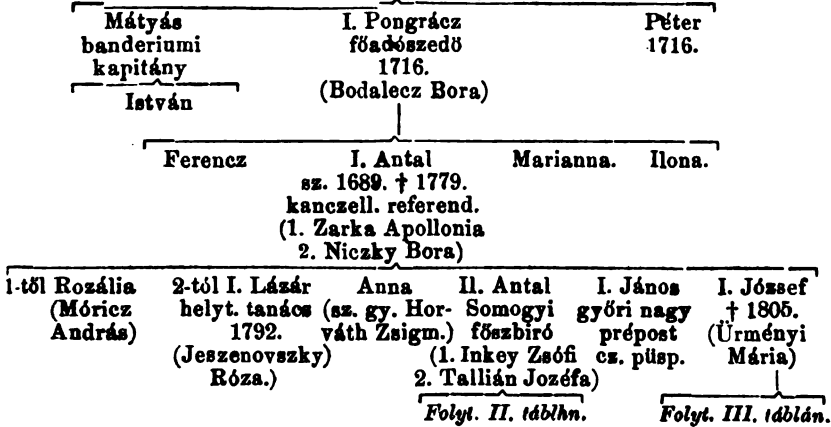 Mátyás I. Pongrácz Péter
banderiumi főadószedő 1716.
kapitány 1716.
István (Bodalecz Bora)
Ferencz I. Antal Marianna. Ilona.
sz. 1689. † 1779.
kanczell. referend.
(1. Zarka Apollonia
2. Niczky Bora)
1-től Rozália 2-tól I. Lázár Anna II. Antal I. János I. József
(Móricz helyt. tanács (sz. gy. Hor- Somogyi győri nagy † 1805.
András) 1792. váth Zsigm.) főszbiró prépost (Ürményi
(Jeszenovszky (1. Inkey Zsófi cz. püsp. Mária)
Róza.) 2. Tallián Jozéfa)
Folyt. II. táblhn. Folyt. III. táblán.